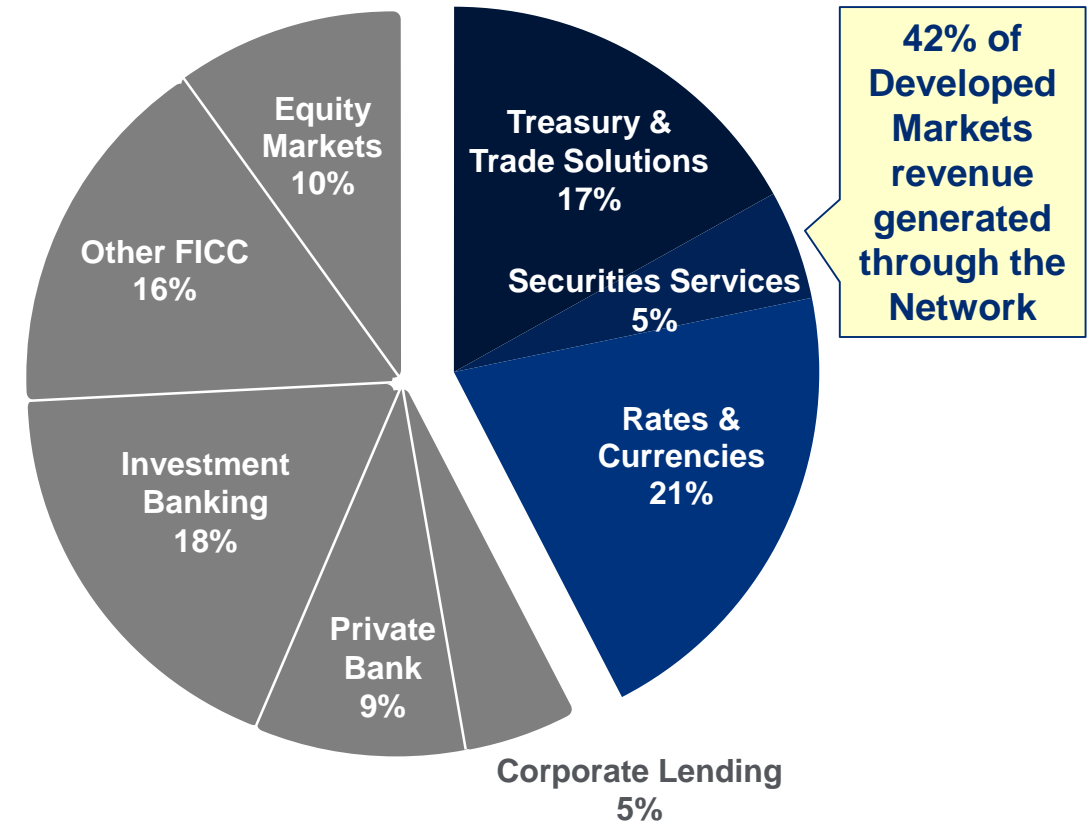 Equity
Markets
10%
Treasury &
Trade Solutions
17%
42% of
Developed
Markets
revenue
generated
through the
Network
Other FICC
16%
Securities Services
5%
Rates &
Currencies
21%
Investment
Banking
18%
Private
Bank
9%
Corporate Lending
5%